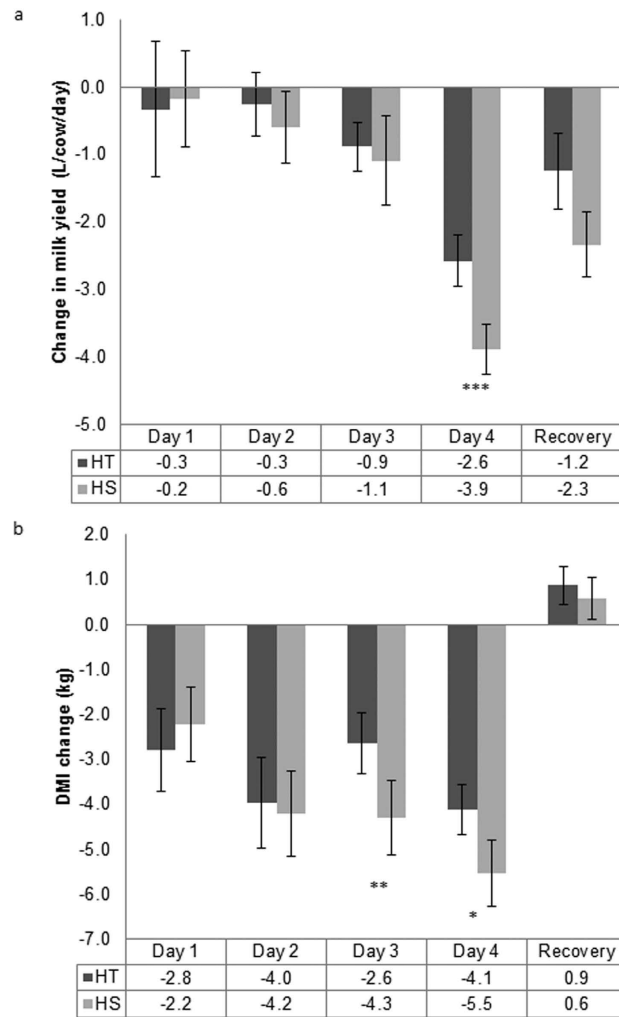 a
1.0
0.0
-1.0
-2.0
-3.0
-4.0
-5.0
Change in milk yield (L/cow/day)
***
Day 1 Day 2 Day 3 Day 4 Recovery
HT -0.3 -0.3 -0.9 -2.6 -1.2
HS -0.2 -0.6 -1.1 -3.9 -2.3
b
2.0
1.0
0.0
-1.0
-2.0
-3.0
-4.0
-5.0
-6.0
-7.0
DMI change (kg)
**
*
Day 1 Day 2 Day 3 Day 4 Recovery
HT -2.8 -4.0 -2.6 -4.1 0.9
HS -2.2 -4.2 -4.3 -5.5 0.6